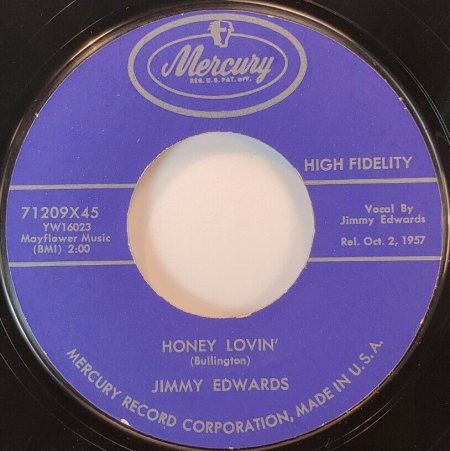 Mercury
REG. U.S. PAT. OFF.
HIGH FIDELITY
71209X45
YW16023
Mayflower Music
(BMI) 2:00
Vocal By
Jimmy Edwards
Rel. Oct. 2, 1957
HONEY LOVIN'
(Bullington)
JIMMY EDWARDS
MERCURY RECORD CORPORATION, MADE IN U.S.A.